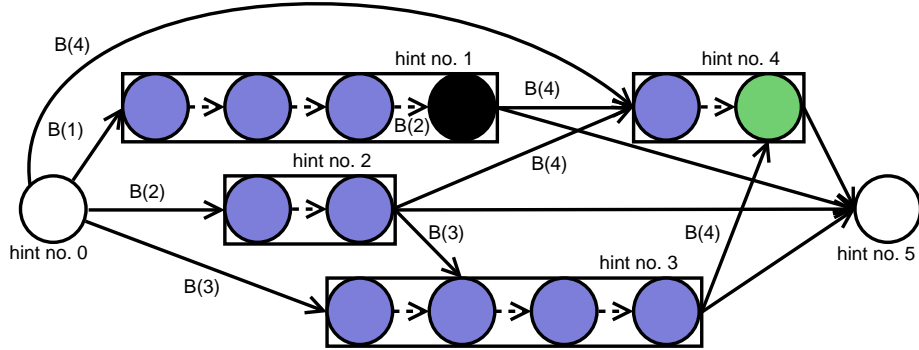 B(4)
hint no. 1
hint no. 4
B(4)
B(1)
B(2)
hint no. 2
B(4)
B(2)
B(3)
B(4)
hint no. 0
hint no. 5
hint no. 3
B(3)